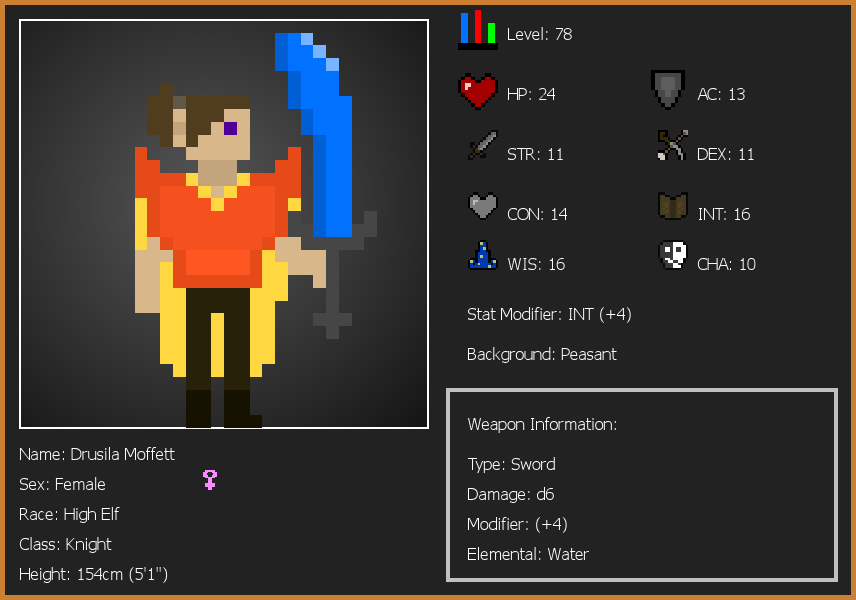 Level: 78
HP: 24
AC: 13
STR: 11
DEX: 11
CON: 14
INT: 16
WIS: 16
CHA: 10
Stat Modifier: INT (+4)
Background: Peasant
Weapon Information:
Type: Sword
Damage: d6
Modifier: (+4)
Elemental: Water
Name: Drusila Moffett
Sex: Female
Race: High Elf
Class: Knight
Height: 154cm (5'1")